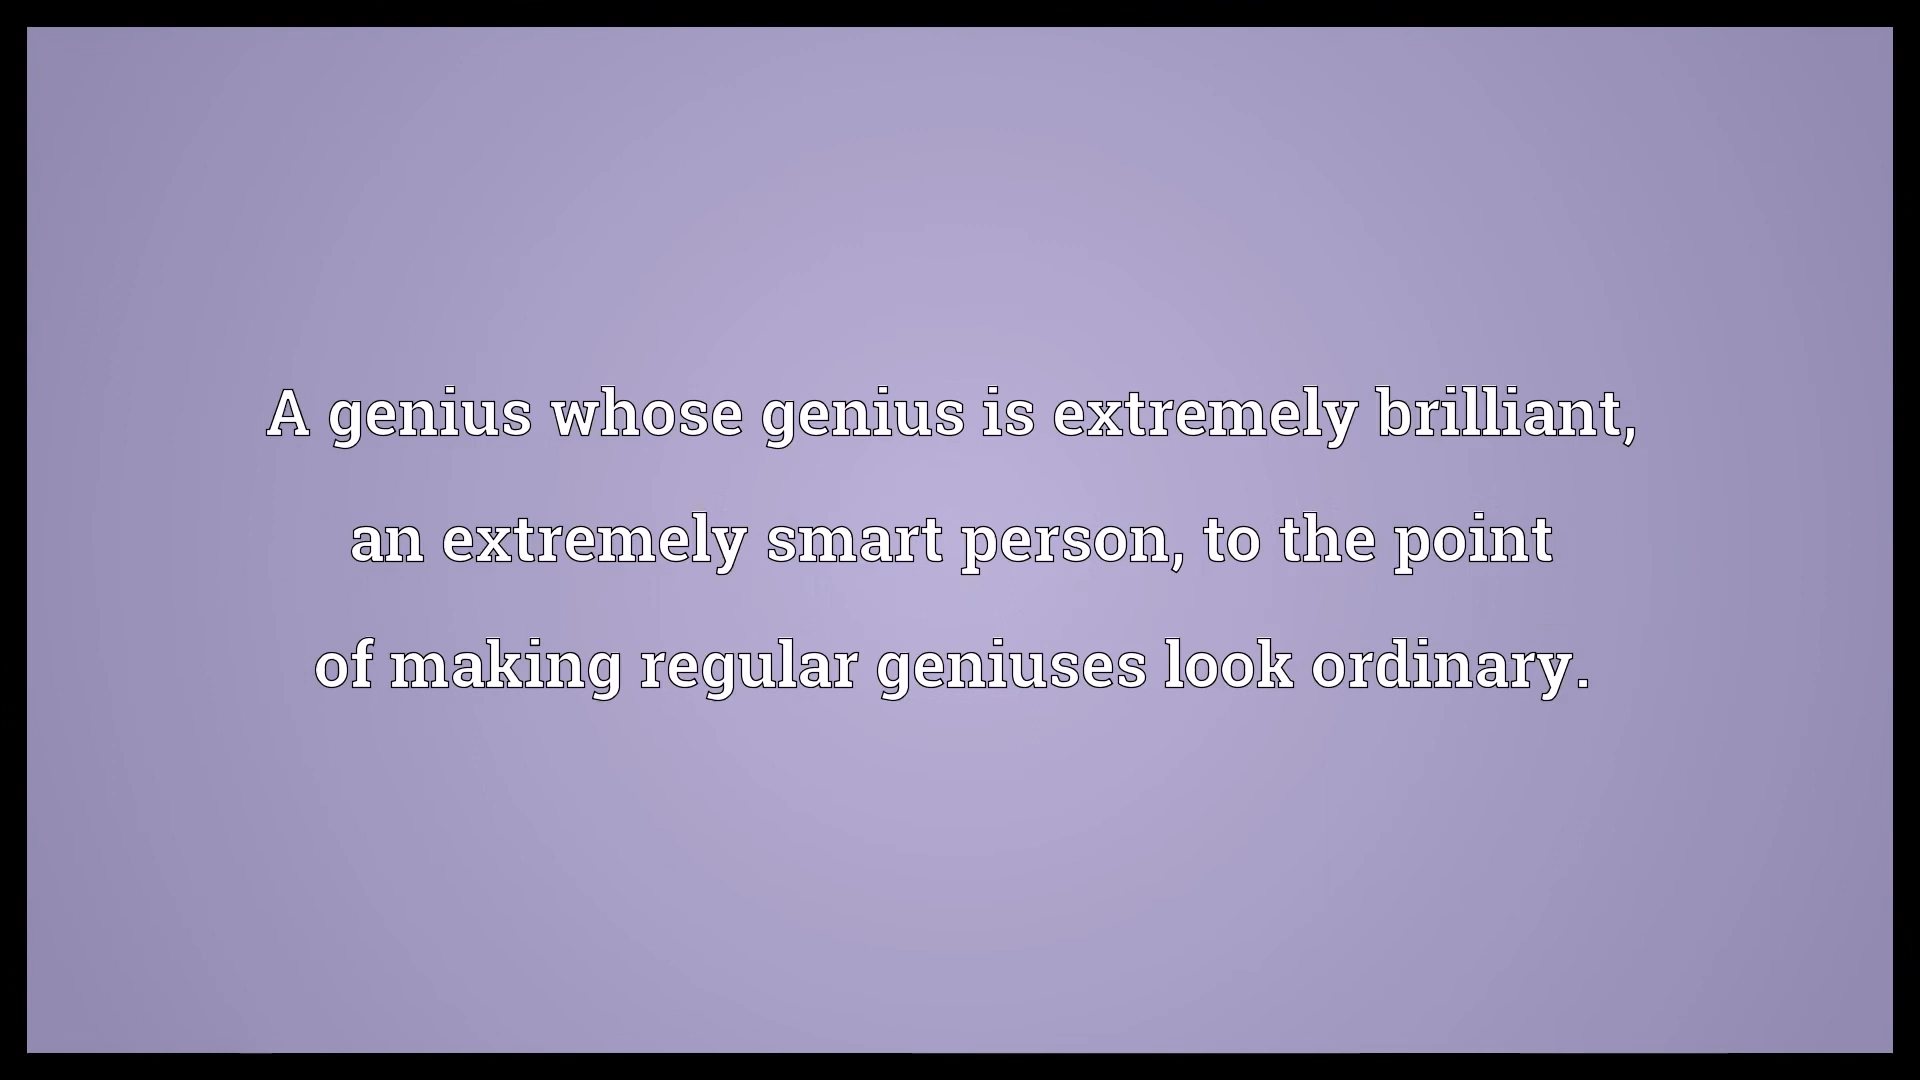 A genius whose genius is extremely brilliant,
an extremely smart person, to the point
of making regular geniuses look ordinary.